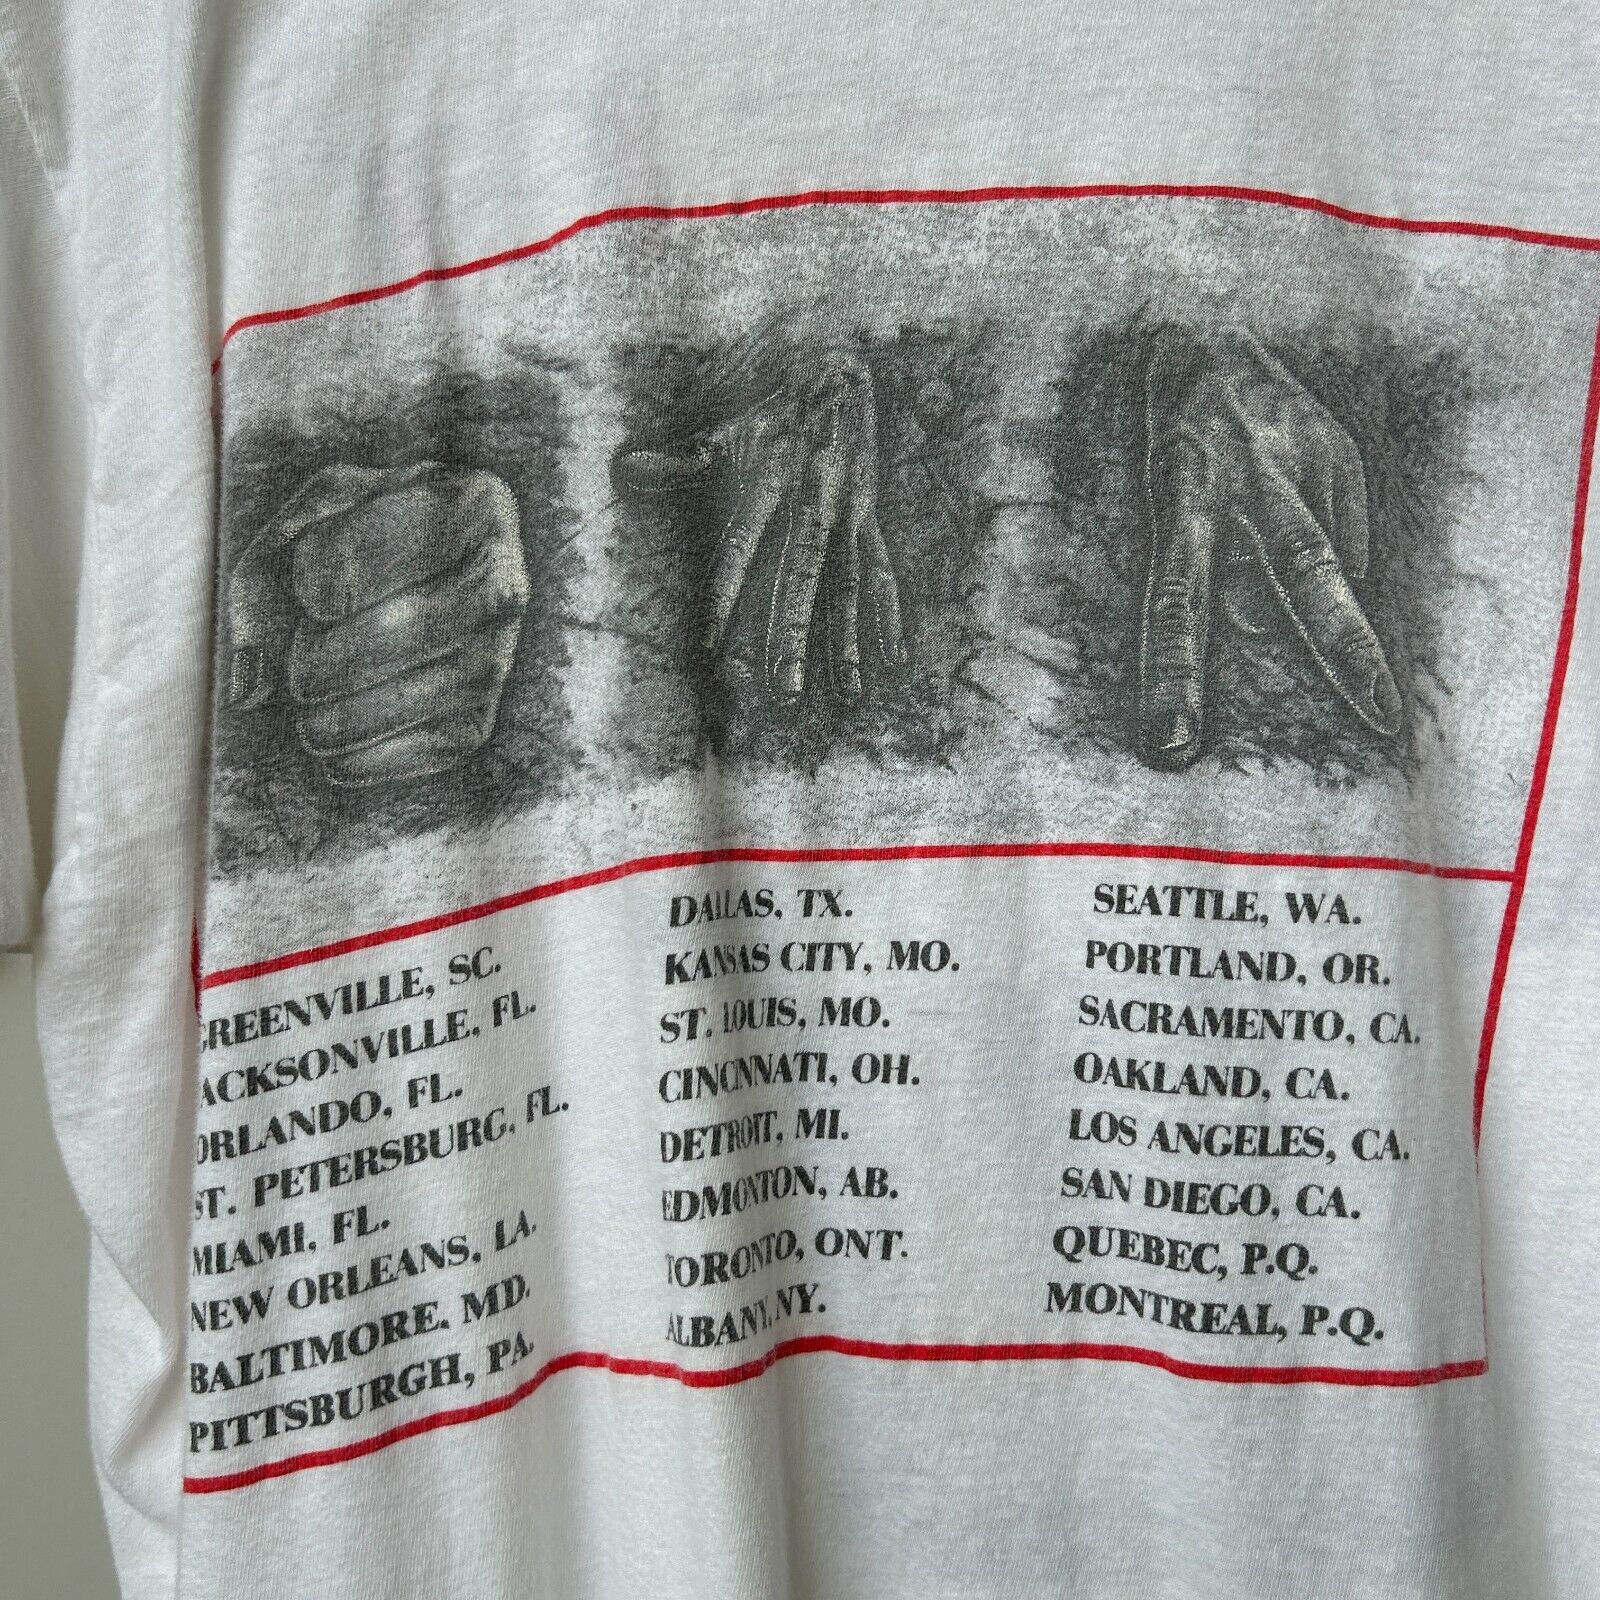 GREENVILLE, SC.
JACKSONVILLE, FL.
ORLANDO, FL.
ST. PETERSBURG, FL.
MIAMI, FL.
NEW ORLEANS, LA.
BALTIMORE, MD.
PITTSBURGH, PA.
DALLAS, TX.
KANSAS CITY, MO.
ST. LOUIS, MO.
CINCINNATI, OH.
DETROIT, MI.
EDMONTON, AB.
TORONTO, ONT.
ALBANY, NY.
SEATTLE, WA.
PORTLAND, OR.
SACRAMENTO, CA.
OAKLAND, CA.
LOS ANGELES, CA.
SAN DIEGO, CA.
QUEBEC, P.Q.
MONTREAL, P.Q.